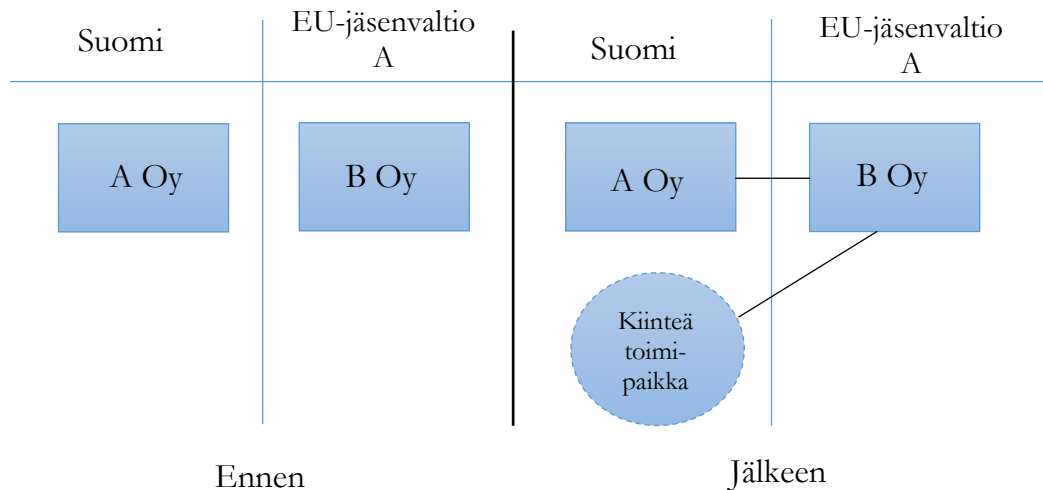 Suomi
EU-jäsenvaltio
A
Suomi
EU-jäsenvaltio
A
A Oy
B Oy
A Oy
B Oy
Kiinteä
toimi-
paikka
Ennen
Jälkeen